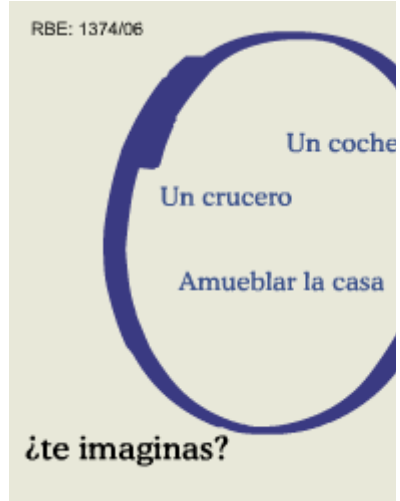 RBE: 1374/06
Un coche
Un crucero
Amueblar la casa
¿te imaginas?